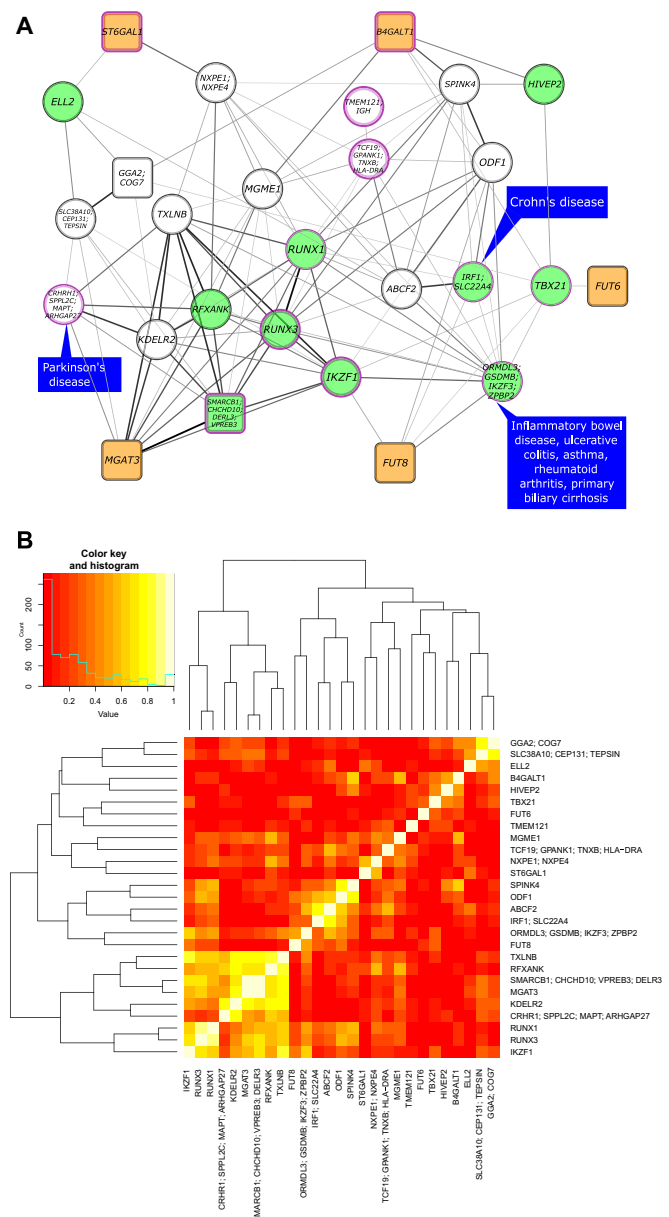 A
ST6GAL1
B4GALT1
NXPE1;
NXPE4
SPINK4
ELL2
HIVEP2
TMEM121;
IGH
TCF19;
GPANK1;
TNXB;
HLA-DRA
GGA2;
COG7
MGME1
ODF1
SLC38A10;
CEP131;
TEPSIN
TXLNB
Crohn's disease
RUNX1
IRF1;
SLC22A4
ABCF2
TBX21
FUT6
CRHRH1;
SPPL2C;
MAPT;
ARHGAP27
RFXANK
RUNX3
KDELR2
Parkinson's
disease
IKZF1
ORMDL3;
GSDMB;
IKZF3;
ZPBP2
SMARCB1;
CHCHD10;
DERL3;
VPREB3
Inflammatory bowel
disease, ulcerative
colitis, asthma,
rheumatoid
arthritis, primary
biliary cirrhosis
MGAT3
FUT8
B
Color key
and histogram
Count
0 50 100 200
0.2 0.4 0.6 0.8 1
Value
GGA2; COG7
SLC38A10; CEP131; TEPSIN
ELL2
B4GALT1
HIVEP2
TBX21
FUT6
TMEM121
MGME1
TCF19; GPANK1; TNXB; HLA−DRA
NXPE1; NXPE4
ST6GAL1
SPINK4
ODF1
ABCF2
IRF1; SLC22A4
ORMDL3; GSDMB; IKZF3; ZPBP2
FUT8
TXLNB
RFXANK
SMARCB1; CHCHD10; VPREB3; DELR3
MGAT3
KDELR2
CRHR1; SPPL2C; MAPT; ARHGAP27
RUNX1
RUNX3
IKZF1
IKZF1
RUNX3
RUNX1
CRHR1; SPPL2C; MAPT; ARHGAP27
KDELR2
MGAT3
MARCB1; CHCHD10; VPREB3; DELR3
RFXANK
TXLNB
FUT8
ORMDL3; GSDMB; IKZF3; ZPBP2
IRF1; SLC22A4
ABCF2
ODF1
SPINK4
ST6GAL1
NXPE1; NXPE4
TCF19; GPANK1; TNXB; HLA−DRA
MGME1
TMEM121
FUT6
TBX21
HIVEP2
B4GALT1
ELL2
SLC38A10; CEP131; TEPSIN
GGA2; COG7